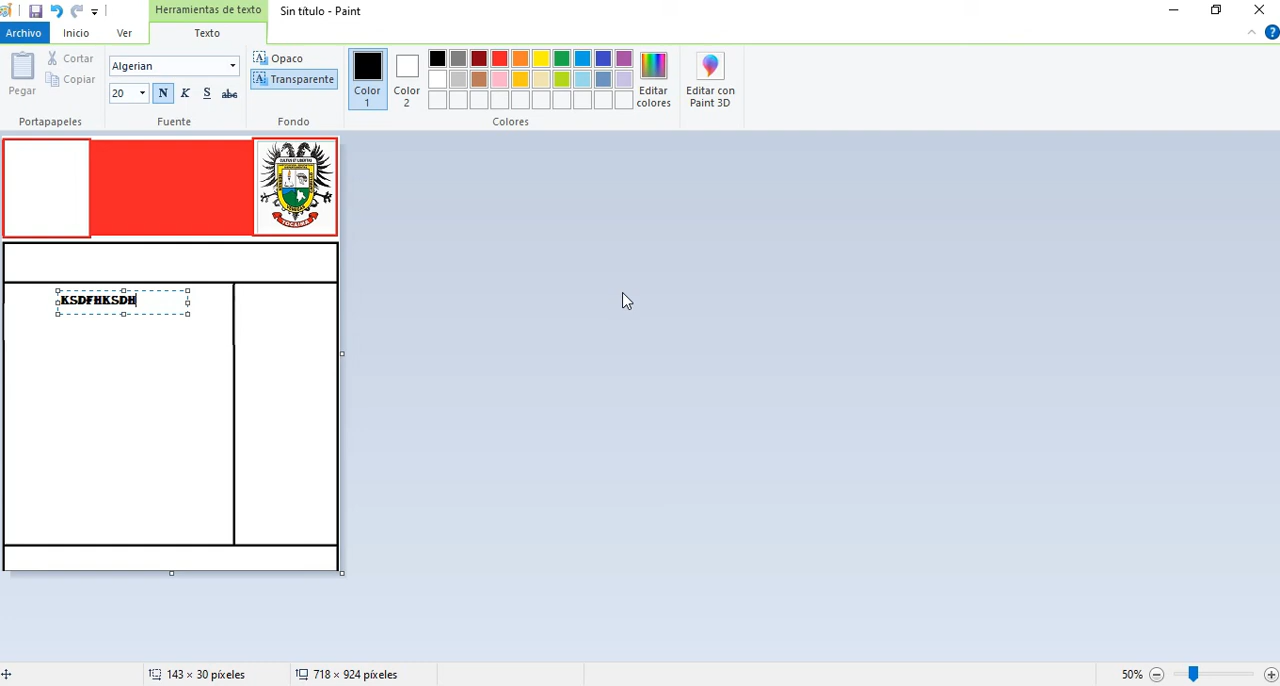 Herramientas de texto
Sin título - Paint
Archivo
Inicio
Ver
Texto
Pegar
Cortar
Copiar
Portapapeles
Algerian
20
N
K
S
abc
Fuente
Opaco
Transparente
Fondo
Color
1
Color
2
Colores
Editar
colores
Editar con
Paint 3D
TOCAIMA
KSDFHKSDH
143 × 30 píxeles
718 × 924 píxeles
50%